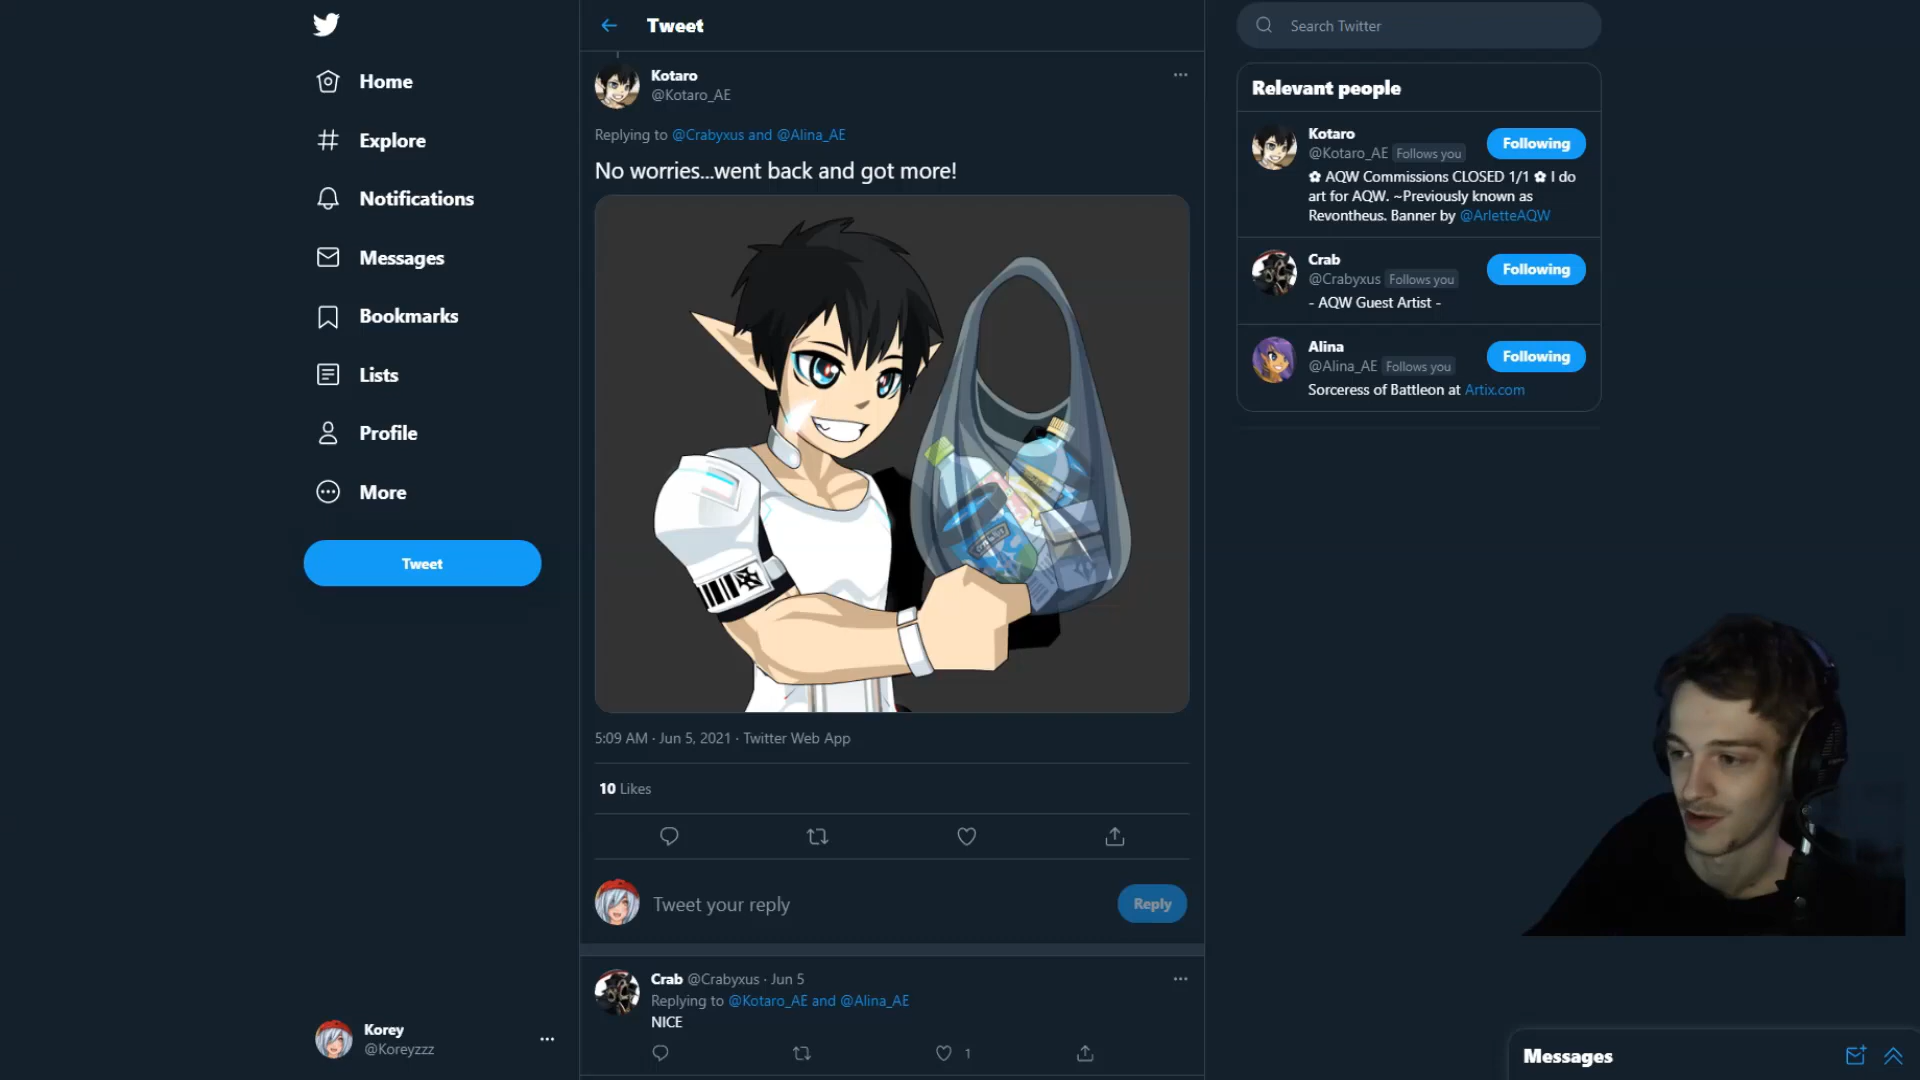 Home
Explore
Notifications
Messages
Bookmarks
Lists
Profile
More
Tweet
Korey
@Koreyzzz
Tweet
Kotaro
@Kotaro_AE
Replying to @Crabyxus and @Alina_AE
No worries...went back and got more!
5:09 AM · Jun 5, 2021 · Twitter Web App
10 Likes
Tweet your reply
Reply
Crab @Crabyxus · Jun 5
Replying to @Kotaro_AE and @Alina_AE
NICE
1
Search Twitter
Relevant people
Kotaro
@Kotaro_AE Follows you
Following
✿ AQW Commissions CLOSED 1/1 ✿ I do
art for AQW. ~Previously known as
Revontheus. Banner by @ArletteAQW
Crab
@Crabyxus Follows you
Following
- AQW Guest Artist -
Alina
@Alina_AE Follows you
Following
Sorceress of Battleon at Artix.com
Messages